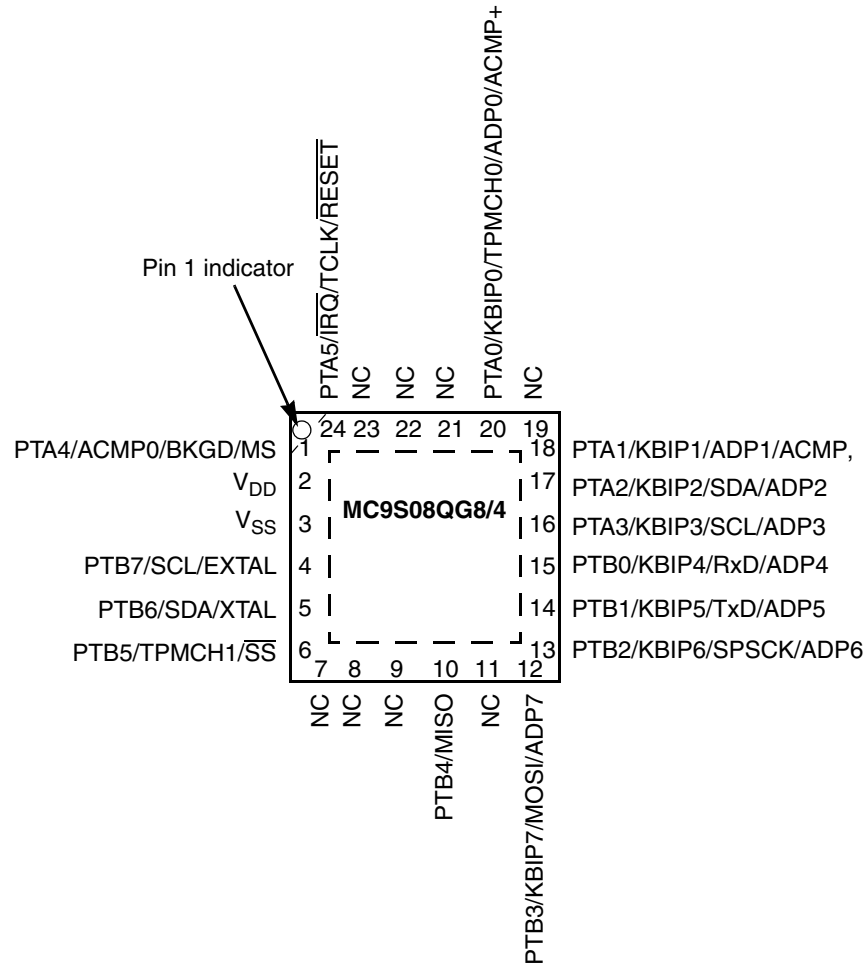 PTA5/I̅R̅Q̅/TCLK/R̅E̅S̅E̅T̅
NC
NC
NC
PTA0/KBIP0/TPMCH0/ADP0/ACMP+
NC
Pin 1 indicator
24 23 22 21 20 19
PTA4/ACMP0/BKGD/MS 1
VDD 2
VSS 3
PTB7/SCL/EXTAL 4
PTB6/SDA/XTAL 5
PTB5/TPMCH1/S̅S̅ 6
MC9S08QG8/4
18 PTA1/KBIP1/ADP1/ACMP,
17 PTA2/KBIP2/SDA/ADP2
16 PTA3/KBIP3/SCL/ADP3
15 PTB0/KBIP4/RxD/ADP4
14 PTB1/KBIP5/TxD/ADP5
13 PTB2/KBIP6/SPSCK/ADP6
7 8 9 10 11 12
NC
NC
NC
PTB4/MISO
NC
PTB3/KBIP7/MOSI/ADP7